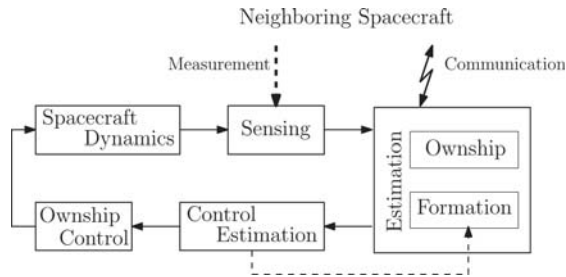 Neighboring Spacecraft
Measurement
Communication
Spacecraft
Dynamics
Sensing
Estimation
Ownship
Formation
Ownship
Control
Control
Estimation